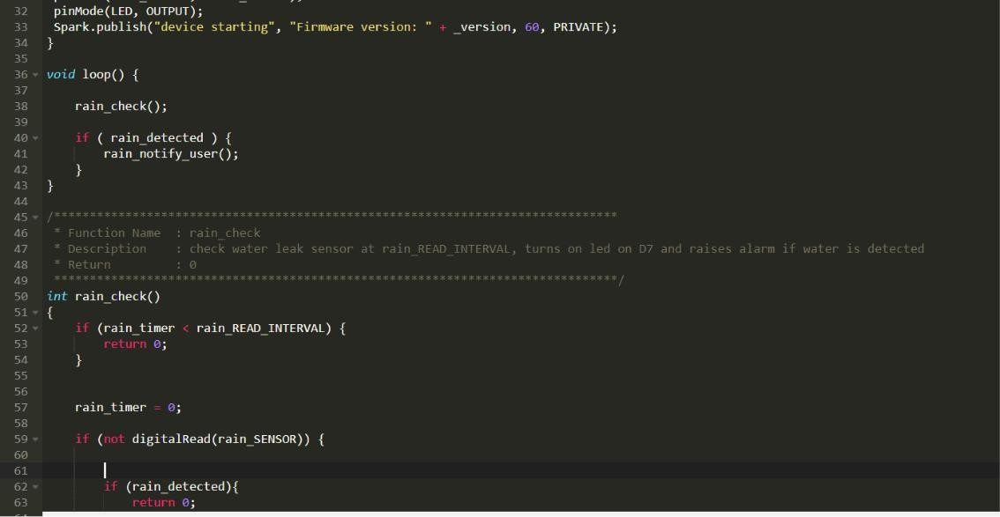 32 pinMode(LED, OUTPUT);
33 Spark.publish("device starting", "Firmware version: " + _version, 60, PRIVATE);
34 }
35
36 void loop() {
37
38 rain_check();
39
40 if ( rain_detected ) {
41 rain_notify_user();
42 }
43 }
44
45 /*******************************************************************************
46 * Function Name : rain_check
47 * Description : check water leak sensor at rain_READ_INTERVAL, turns on led on D7 and raises alarm if water is detected
48 * Return : 0
49 *******************************************************************************/
50 int rain_check()
51 {
52 if (rain_timer < rain_READ_INTERVAL) {
53 return 0;
54 }
55
56
57 rain_timer = 0;
58
59 if (not digitalRead(rain_SENSOR)) {
60
61
62 if (rain_detected){
63 return 0;